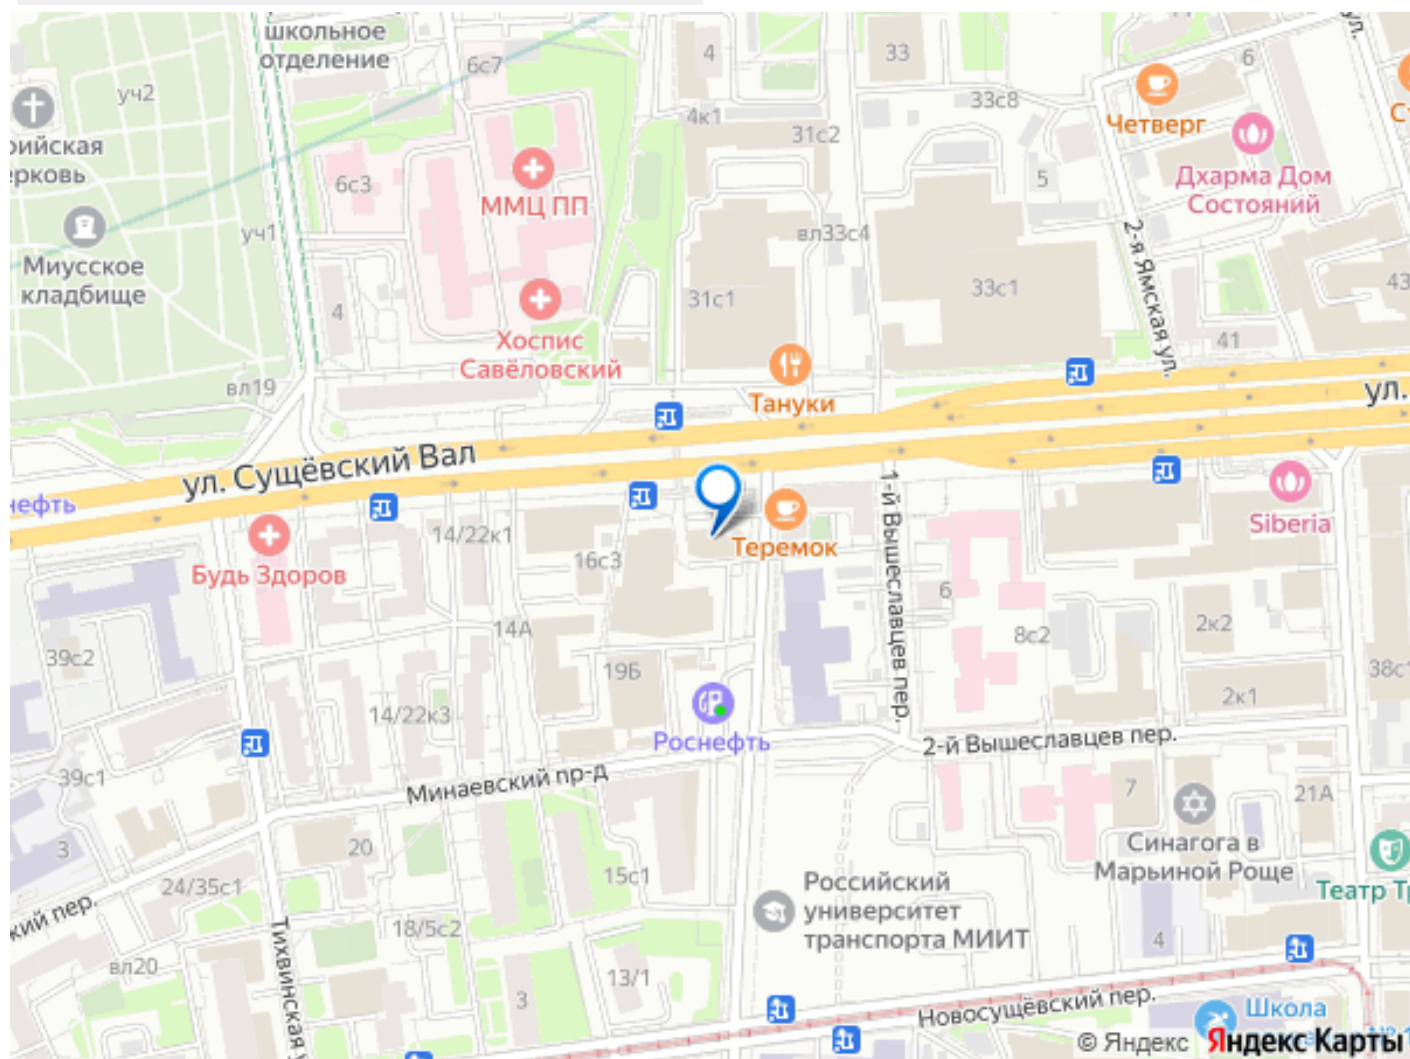 школьное
отделение
6с7
4
33
6
ул.
уч2
33с8
4к1
31с2
Четверг
рийская
ерковь
6с3
5
ММЦ ПП
Дхарма Дом
Состояний
уч1
вл33с4
2-я Ямская ул.
Миусское
кладбище
31с1
33с1
43
4
Хоспис
Савёловский
41
вл19
Тануки
ул.
ул. Сущёвский Вал
нефть
1-й Вышеславцев пер.
Siberia
14/22к1
Теремок
Будь Здоров
16с3
6
14А
8с2
2к2
39с2
19Б
38с1
2к1
14/22к3
Роснефть
2-й Вышеславцев пер.
39с1
Минаевский пр-д
7
21А
3
20
Синагога в
Марьиной Роще
24/35с1
15с1
Российский
университет
транспорта МИИТ
Театр Т
кий пер.
18/5с2
4
вл20
Тихвинская у
13/1
3
Новосущёвский пер.
Школа
© Яндекс Яндекс Карты